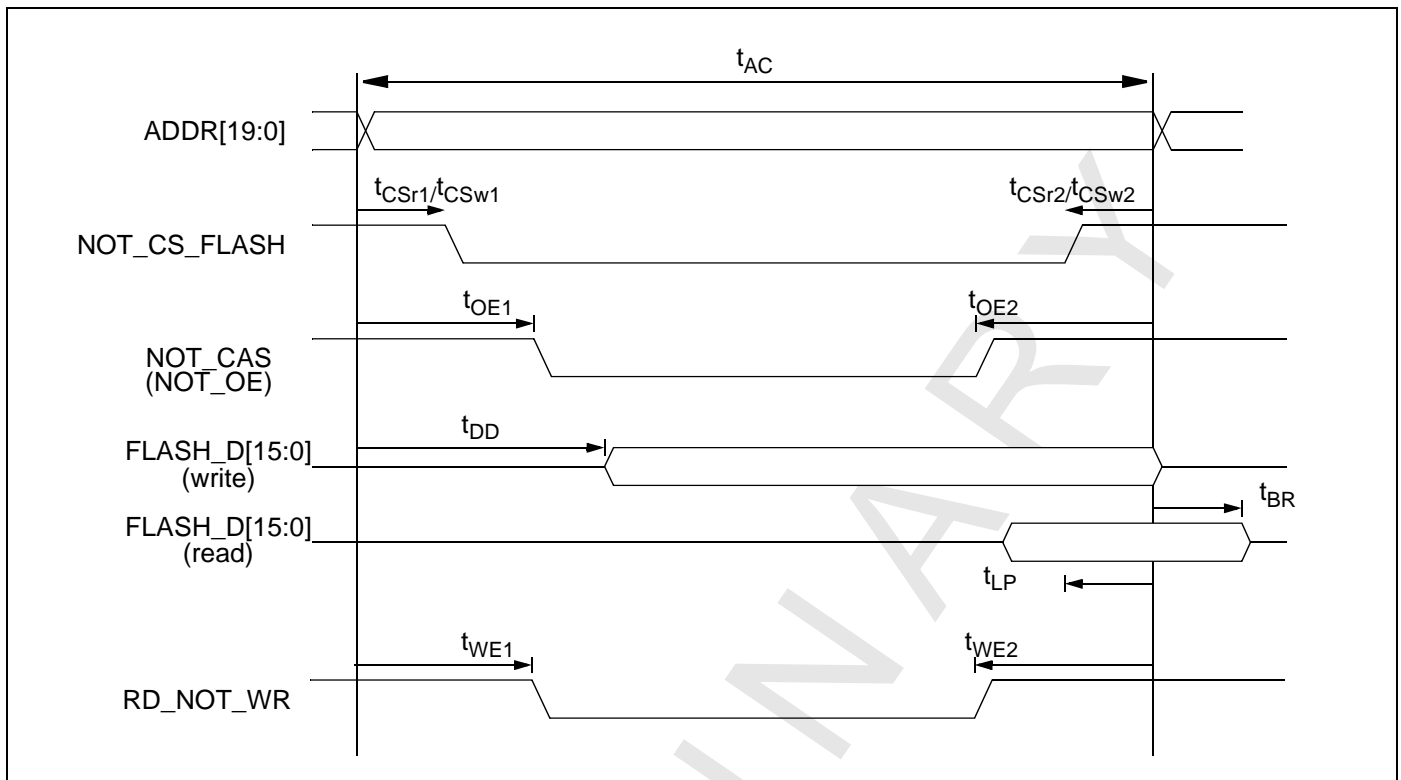 tAC
ADDR[19:0]
tCSr1/tCSw1
tCSr2/tCSw2
NOT_CS_FLASH
tOE1
tOE2
NOT_CAS
(NOT_OE)
tDD
FLASH_D[15:0]
(write)
tBR
FLASH_D[15:0]
(read)
tLP
tWE1
tWE2
RD_NOT_WR
INARY